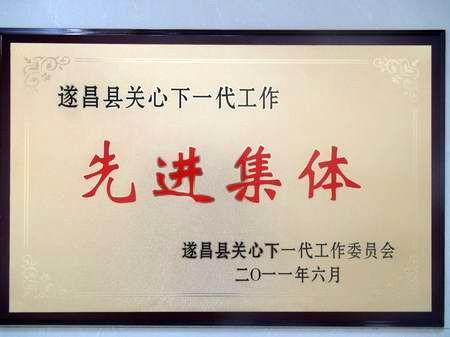 遂昌县关心下一代工作
先进集体
遂昌县关心下一代工作委员会
二〇一一年六月